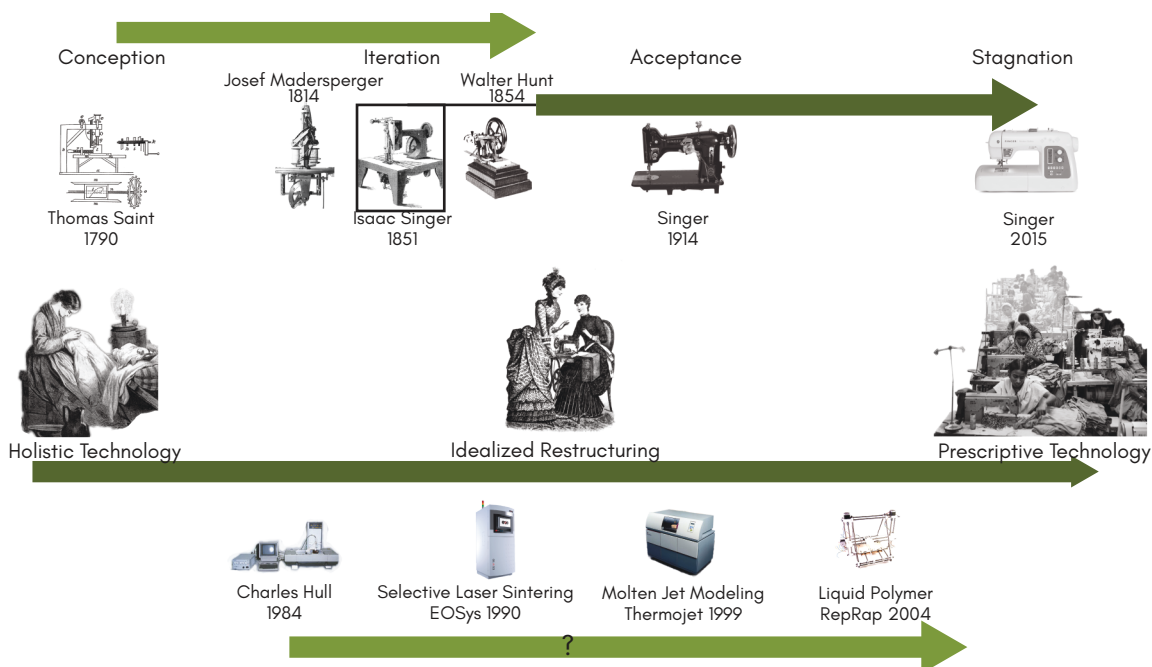 Conception
Iteration
Acceptance
Stagnation
Josef Madersperger
1814
Walter Hunt
1854
Thomas Saint
1790
Isaac Singer
1851
Singer
1914
Singer
2015
Holistic Technology
Idealized Restructuring
Prescriptive Technology
Charles Hull
1984
Selective Laser Sintering
EOSys 1990
Molten Jet Modeling
Thermojet 1999
Liquid Polymer
RepRap 2004
?